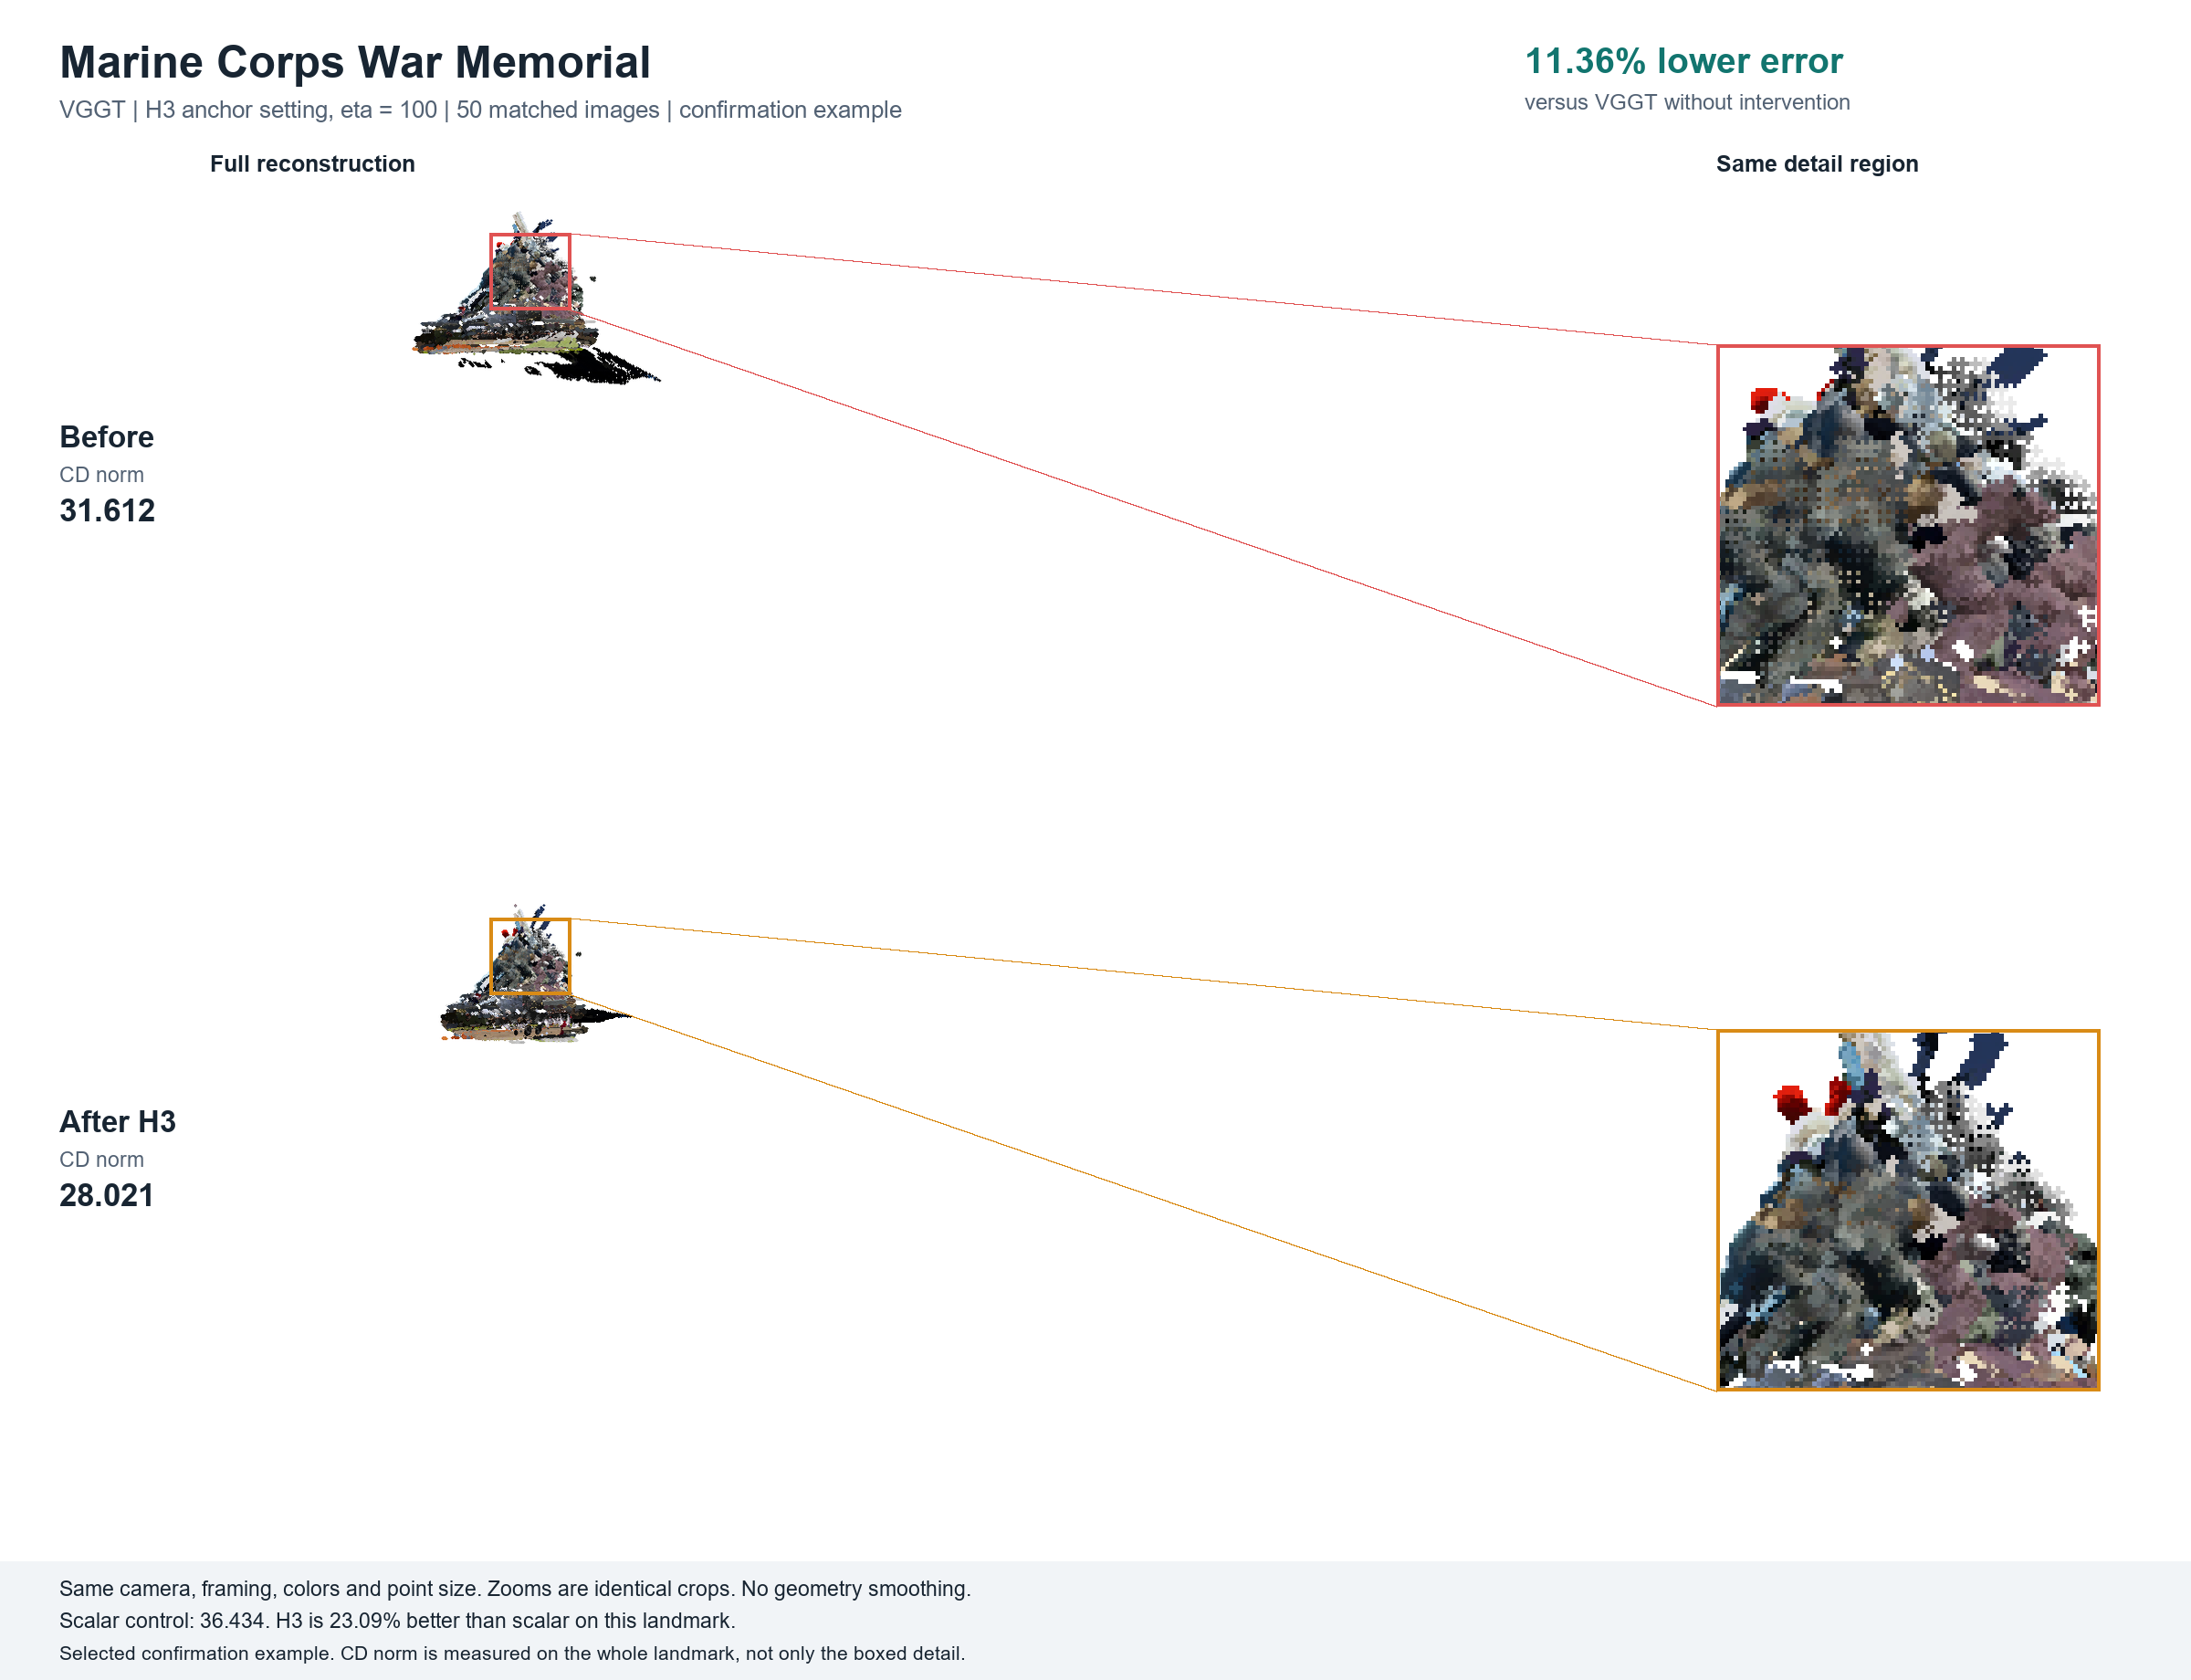 Marine Corps War Memorial
11.36% lower error
VGGT | H3 anchor setting, eta = 100 | 50 matched images | confirmation example
versus VGGT without intervention
Full reconstruction
Same detail region
Before
CD norm
31.612
After H3
CD norm
28.021
Same camera, framing, colors and point size. Zooms are identical crops. No geometry smoothing.
Scalar control: 36.434. H3 is 23.09% better than scalar on this landmark.
Selected confirmation example. CD norm is measured on the whole landmark, not only the boxed detail.